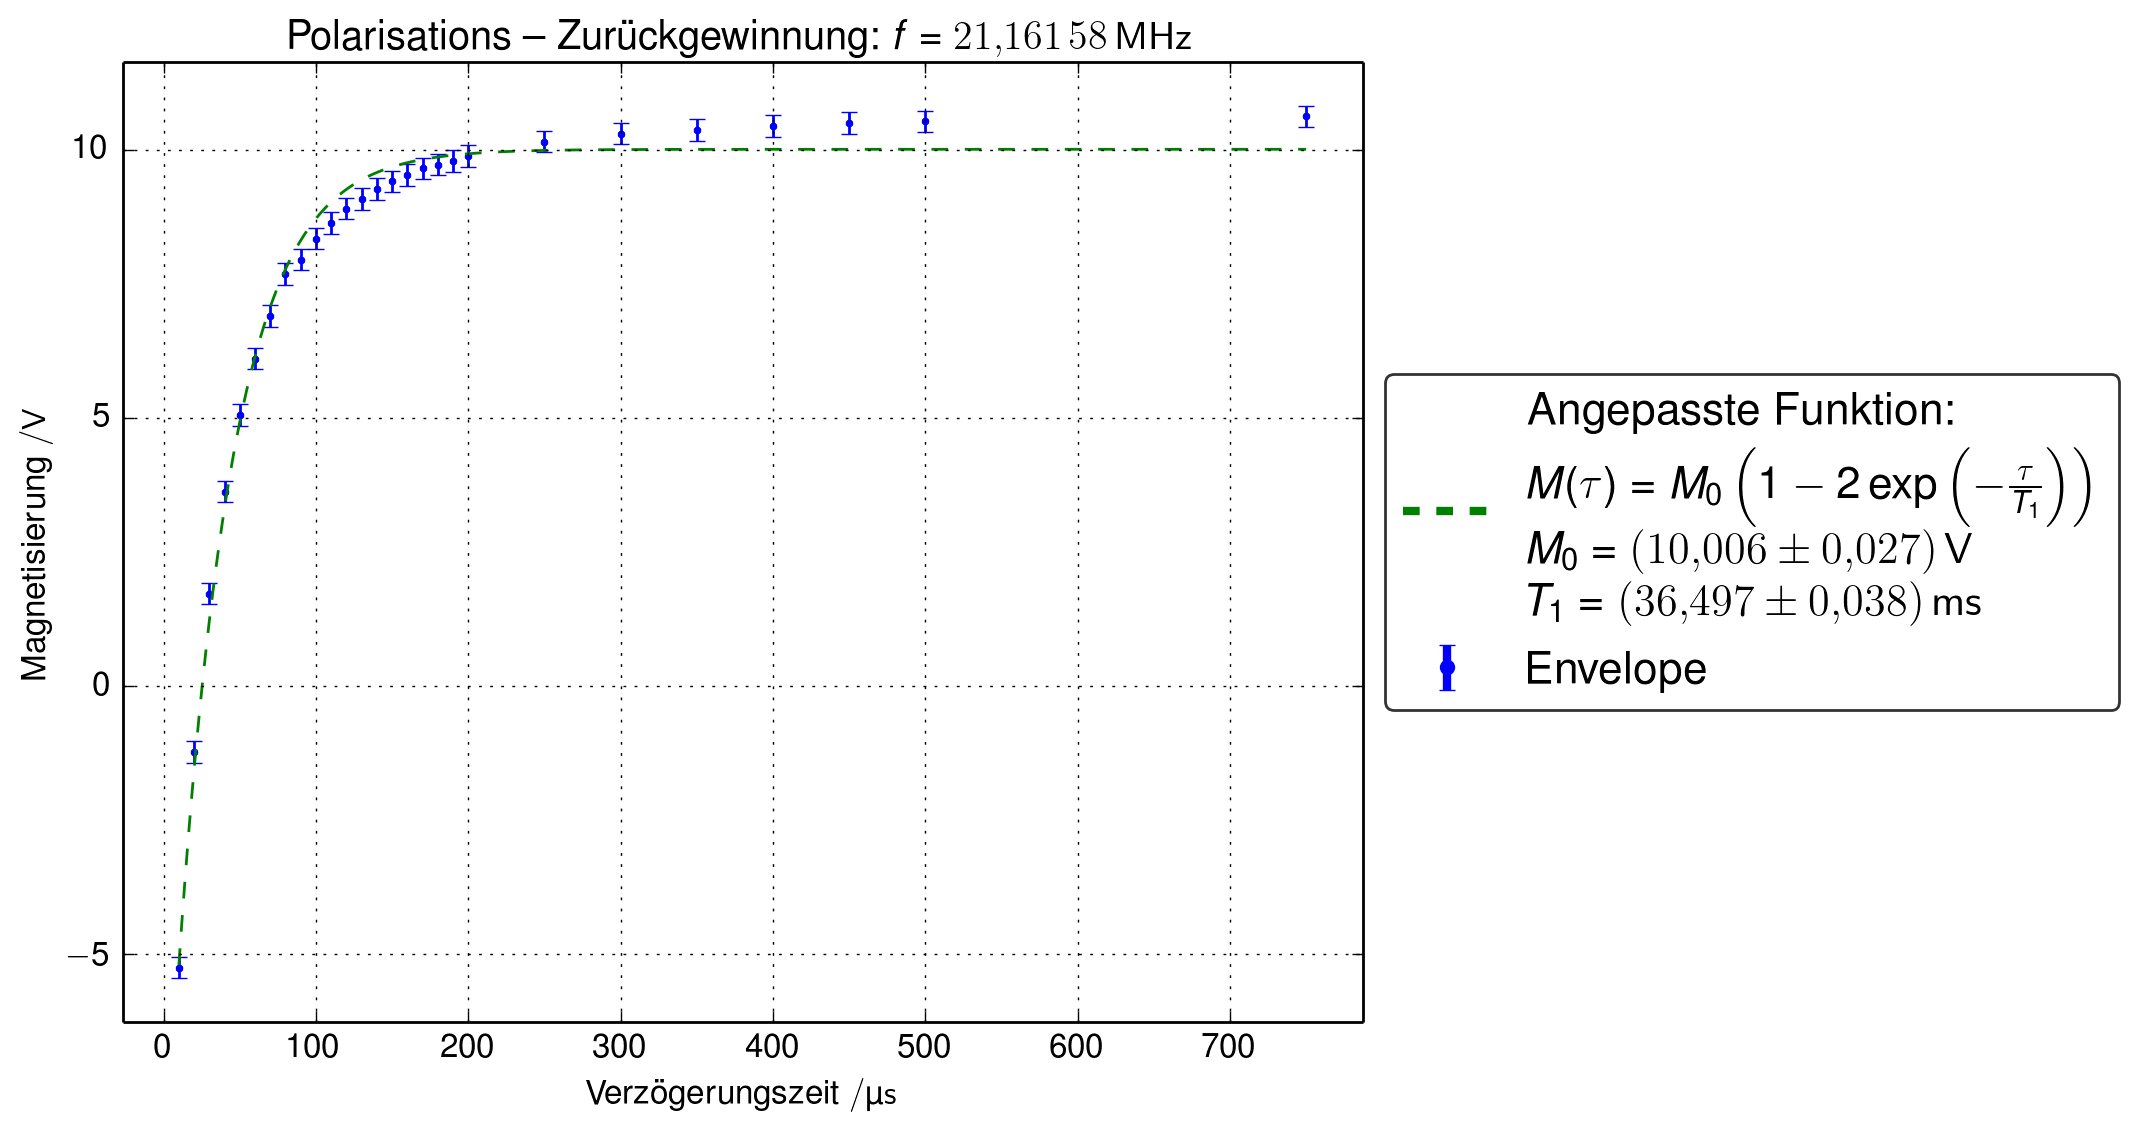 Polarisations – Zurückgewinnung: f = 21,161 58 MHz
Magnetisierung /V
10
5
0
−5
0 100 200 300 400 500 600 700
Verzögerungszeit /µs
Angepasste Funktion:
M(τ) = M₀ (1 − 2 exp (−τ/T₁))
M₀ = (10,006 ± 0,027) V
T₁ = (36,497 ± 0,038) ms
Envelope